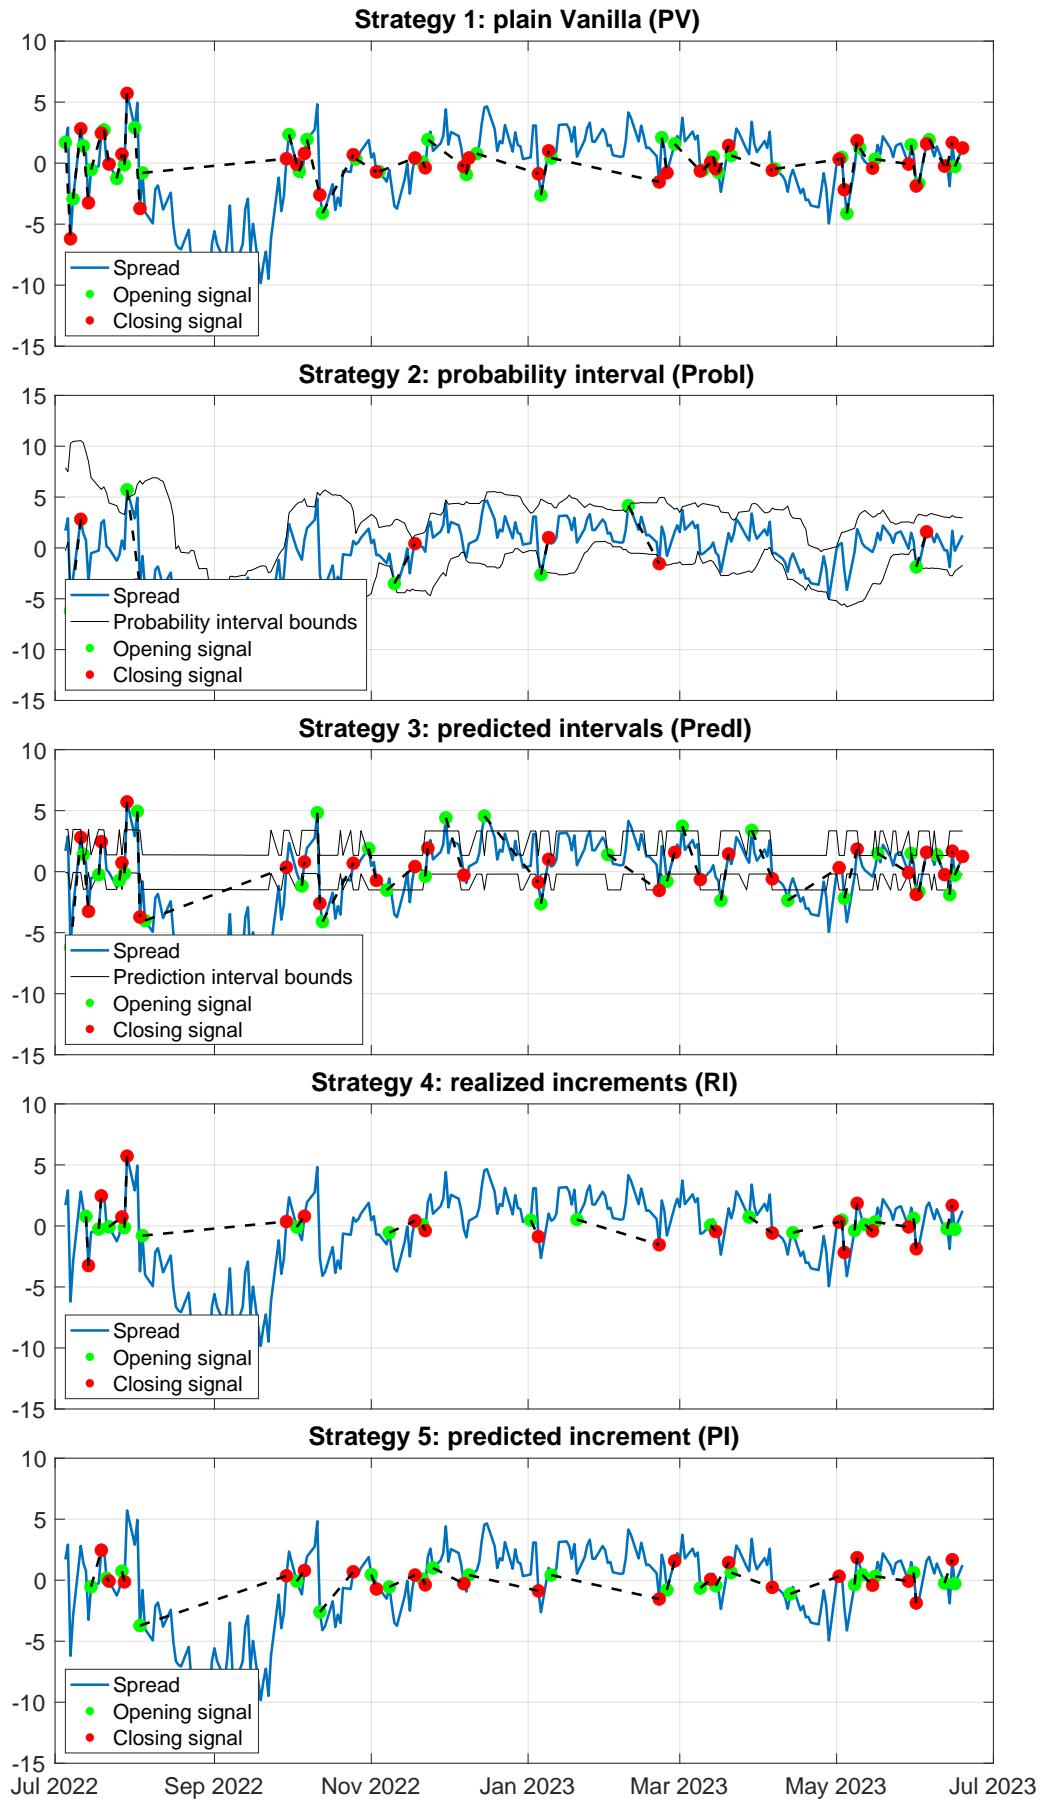 Strategy 1: plain Vanilla (PV)
10
5
0
-5
-10
-15
Spread
Opening signal
Closing signal
Strategy 2: probability interval (ProbI)
15
10
5
0
-5
-10
-15
Spread
Probability interval bounds
Opening signal
Closing signal
Strategy 3: predicted intervals (PredI)
10
5
0
-5
-10
-15
Spread
Prediction interval bounds
Opening signal
Closing signal
Strategy 4: realized increments (RI)
10
5
0
-5
-10
-15
Spread
Opening signal
Closing signal
Strategy 5: predicted increment (PI)
10
5
0
-5
-10
-15
Spread
Opening signal
Closing signal
Jul 2022 Sep 2022 Nov 2022 Jan 2023 Mar 2023 May 2023 Jul 2023